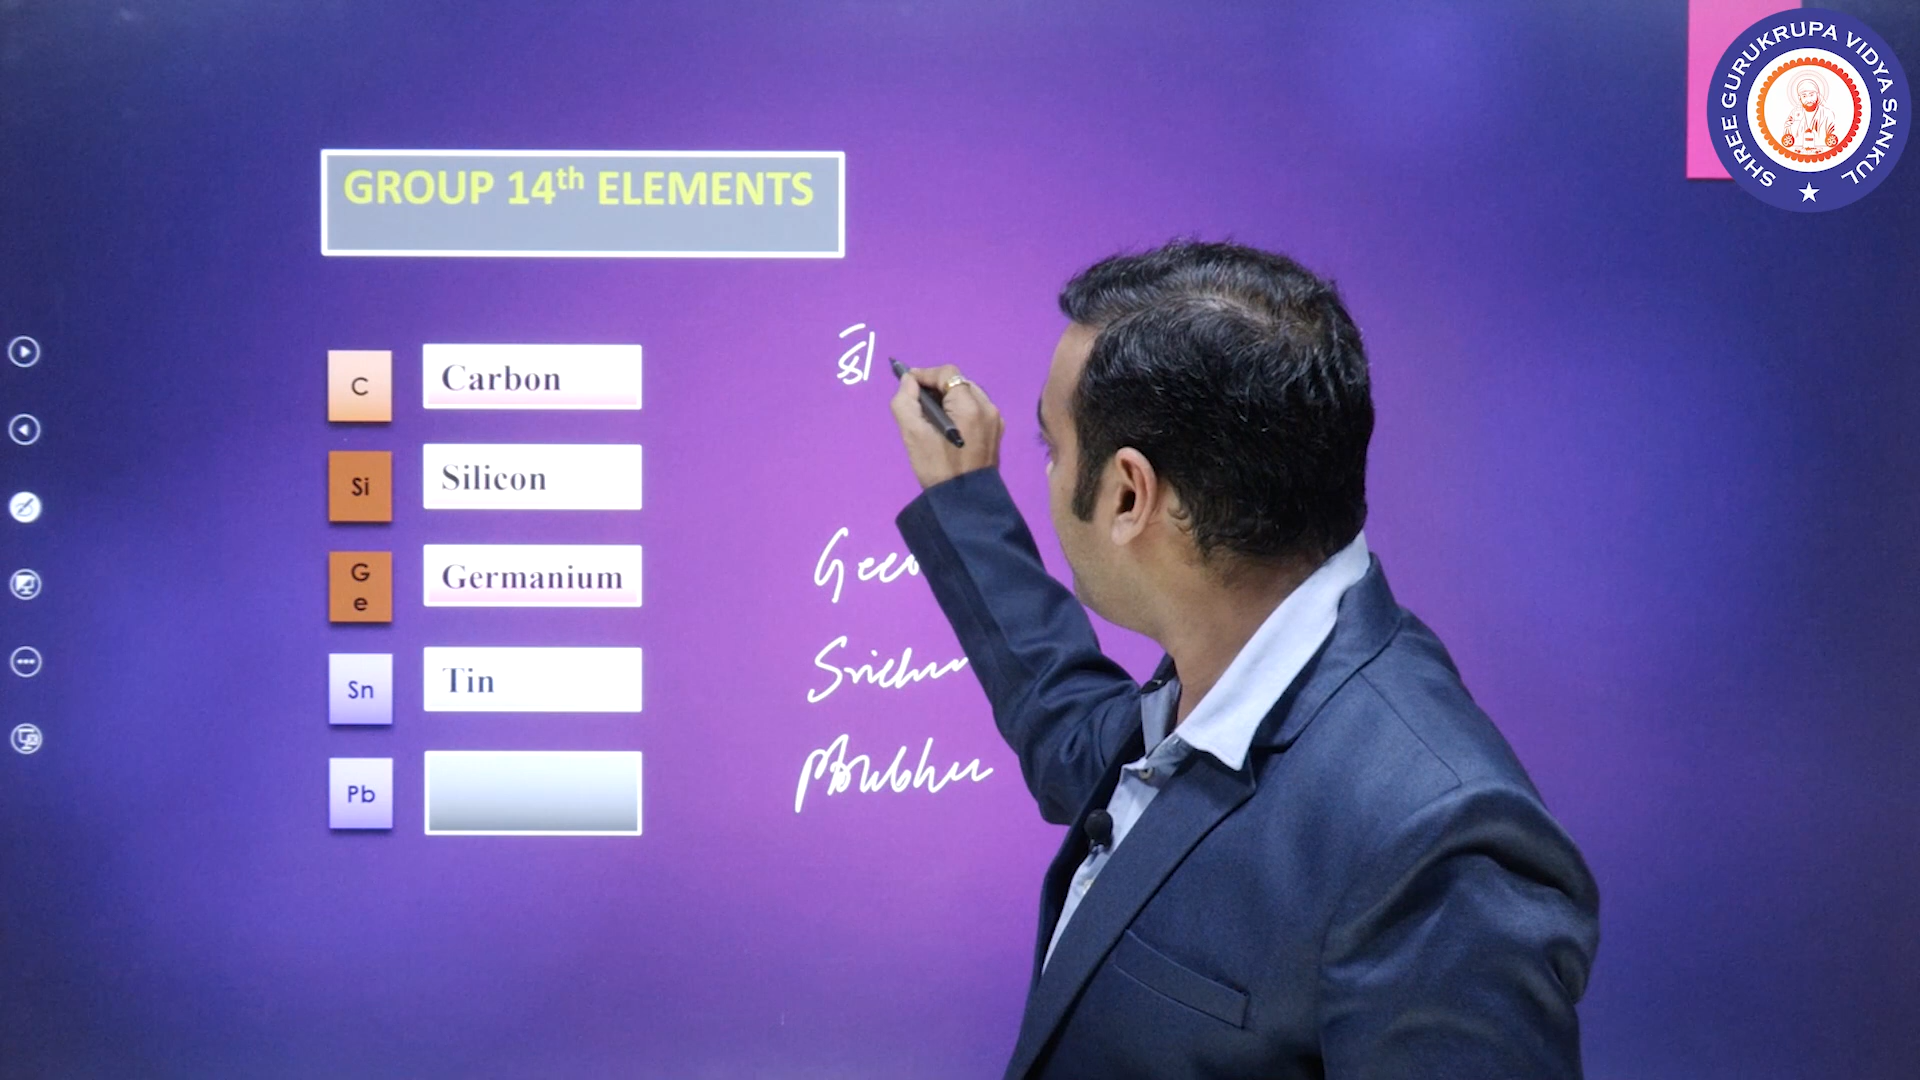 SHREE GURUKRUPA VIDYA SANKUL
GROUP 14th ELEMENTS
C Carbon
Si Silicon
G
e
Germanium
Sn Tin
Pb